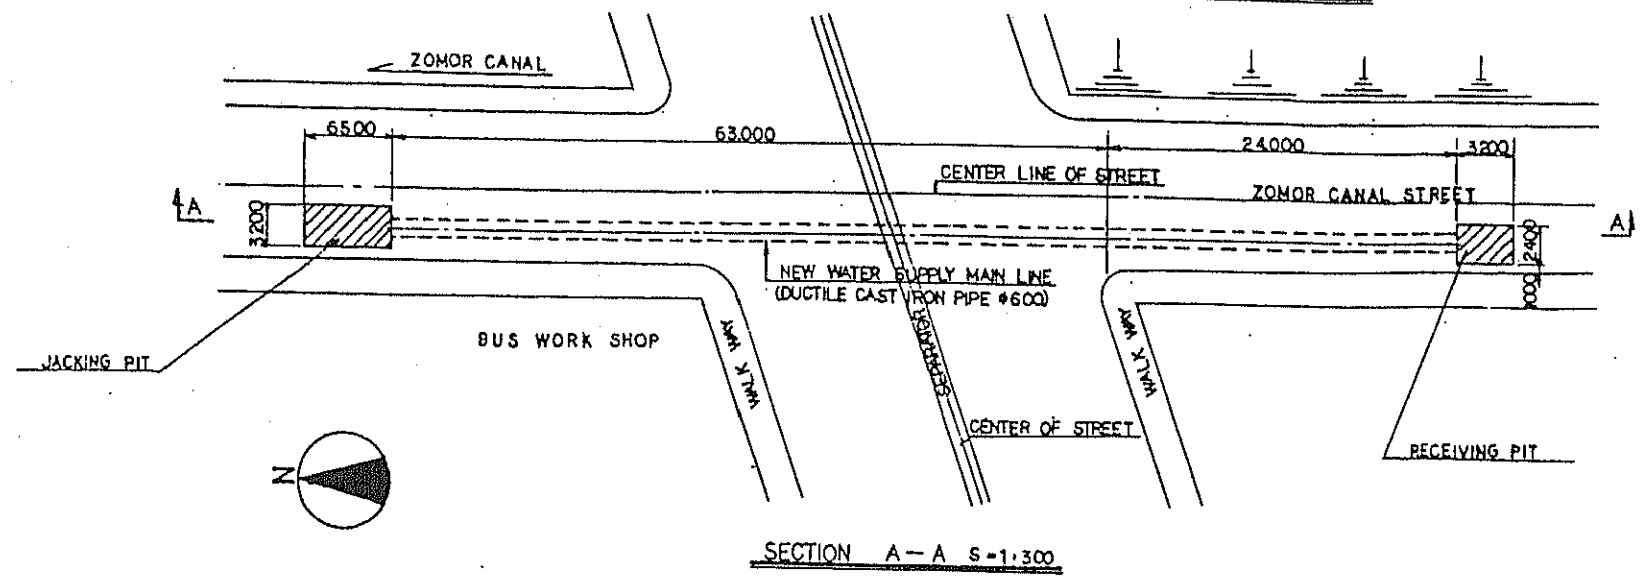 ZOMOR CANAL
6500
63.000
24.000
3200
CENTER LINE OF STREET
ZOMOR CANAL STREET
A
A
3200
2400
NEW WATER SUPPLY MAIN LINE
(DUCTILE CAST IRON PIPE φ600)
BUS WORK SHOP
JACKING PIT
WALK WAY
SEPARATOR
WALK WAY
CENTER OF STREET
RECEIVING PIT
N
SECTION A-A S=1:300